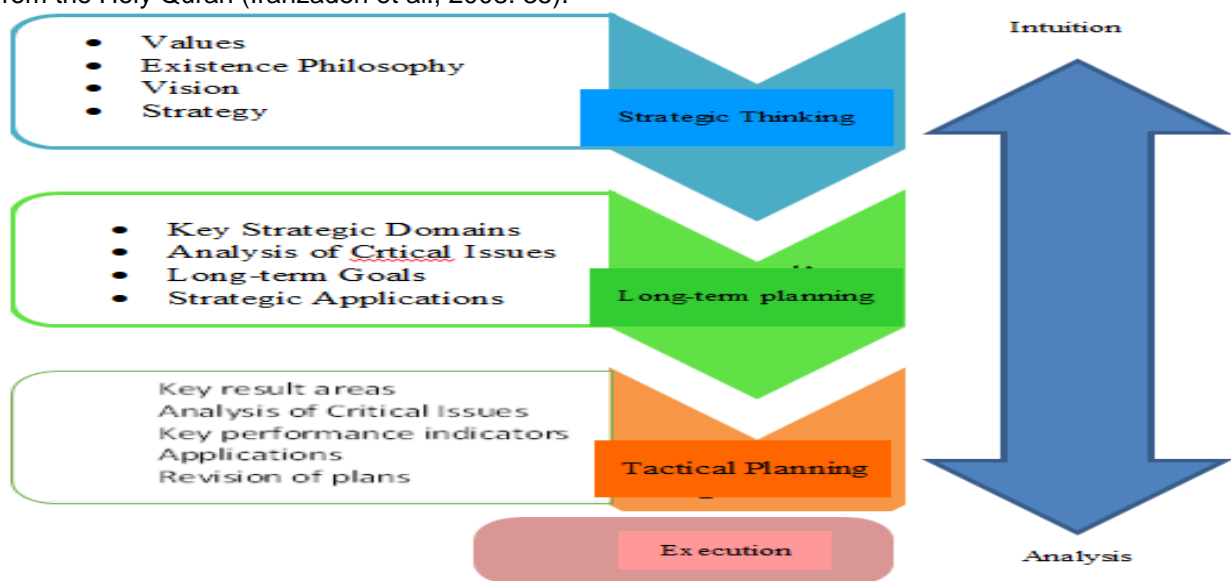 Intuition
• Values
• Existence Philosophy
• Vision
• Strategy
Strategic Thinking
• Key Strategic Domains
• Analysis of Crtical Issues
• Long-term Goals
• Strategic Applications
Long-term planning
Key result areas
Analysis of Critical Issues
Key performance indicators
Applications
Revision of plans
Tactical Planning
Execution
Analysis